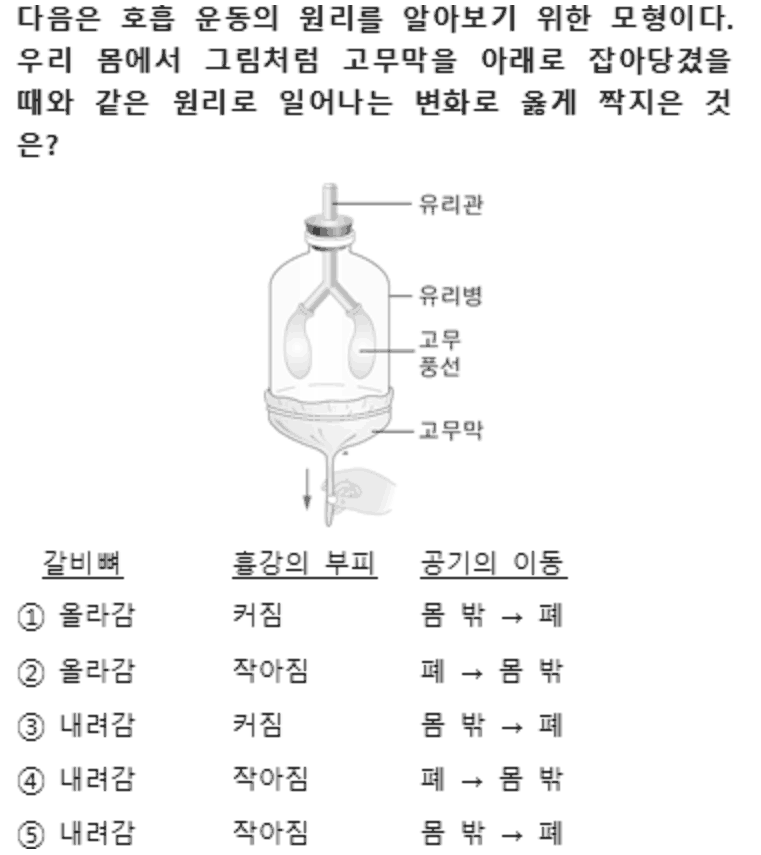 다음은 호흡 운동의 원리를 알아보기 위한 모형이다.
우리 몸에서 그림처럼 고무막을 아래로 잡아당겼을
때와 같은 원리로 일어나는 변화로 옳게 짝지은 것
은?
유리관
유리병
고무
풍선
고무막
갈비뼈 흉강의 부피 공기의 이동
① 올라감 커짐 몸 밖 → 폐
② 올라감 작아짐 폐 → 몸 밖
③ 내려감 커짐 몸 밖 → 폐
④ 내려감 작아짐 폐 → 몸 밖
⑤ 내려감 작아짐 몸 밖 → 폐